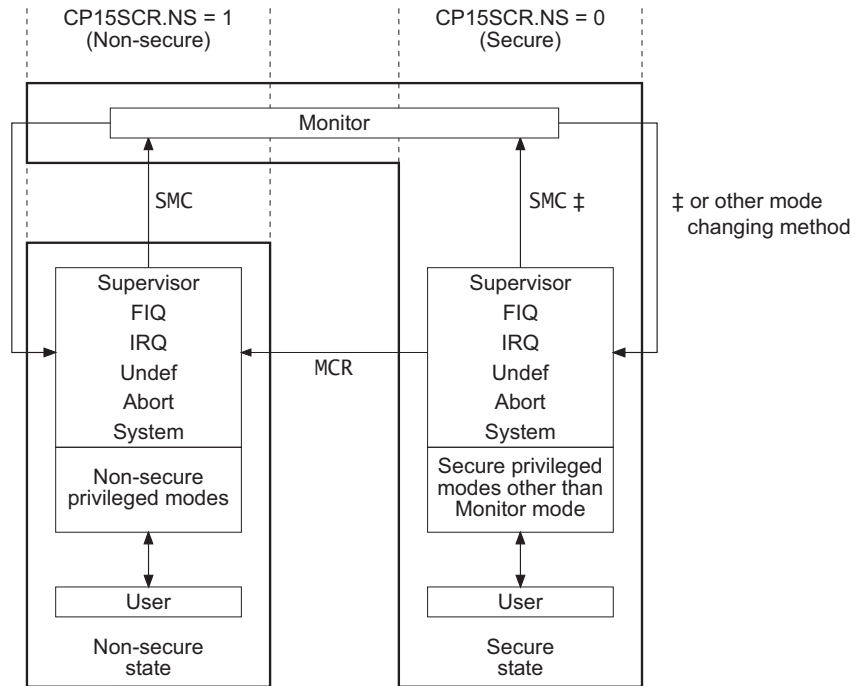 CP15SCR.NS = 1
(Non-secure)
CP15SCR.NS = 0
(Secure)
Monitor
SMC
SMC ‡
‡ or other mode
changing method
Supervisor
FIQ
IRQ
Undef
Abort
System
Non-secure
privileged modes
User
Non-secure
state
MCR
Supervisor
FIQ
IRQ
Undef
Abort
System
Secure privileged
modes other than
Monitor mode
User
Secure
state